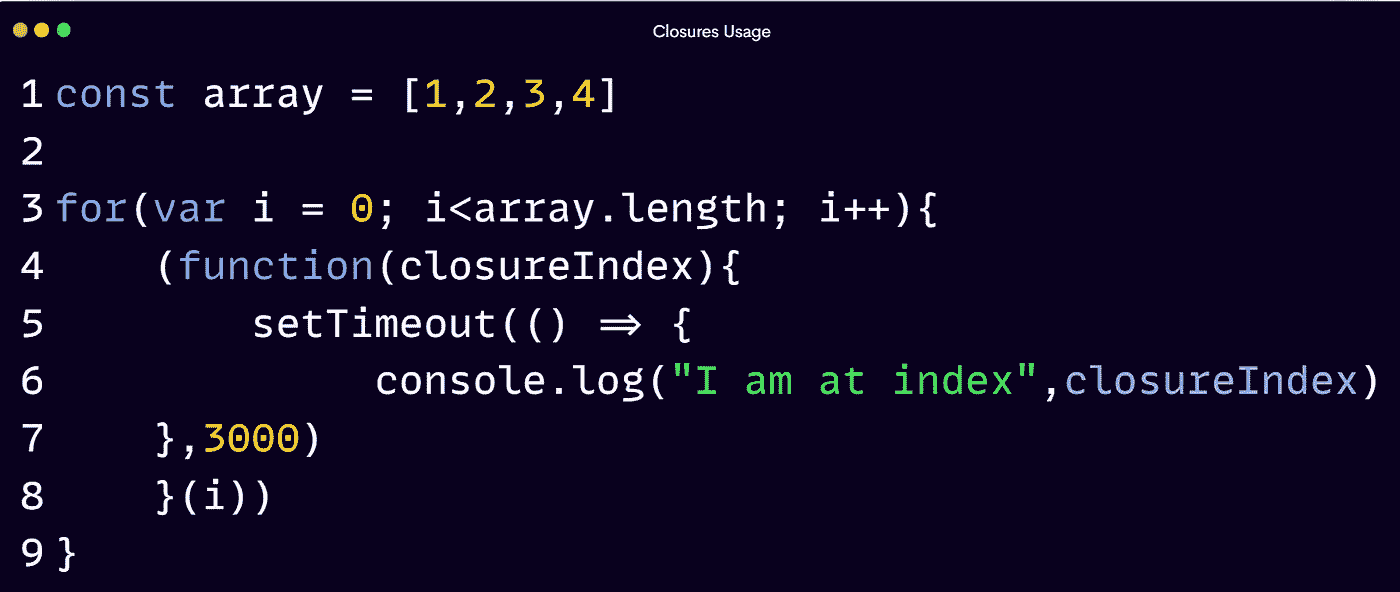 Closures Usage
1 const array = [1,2,3,4]
2
3 for(var i = 0; i<array.length; i++){
4     (function(closureIndex){
5         setTimeout(() => {
6              console.log("I am at index",closureIndex)
7     },3000)
8     }(i))
9 }